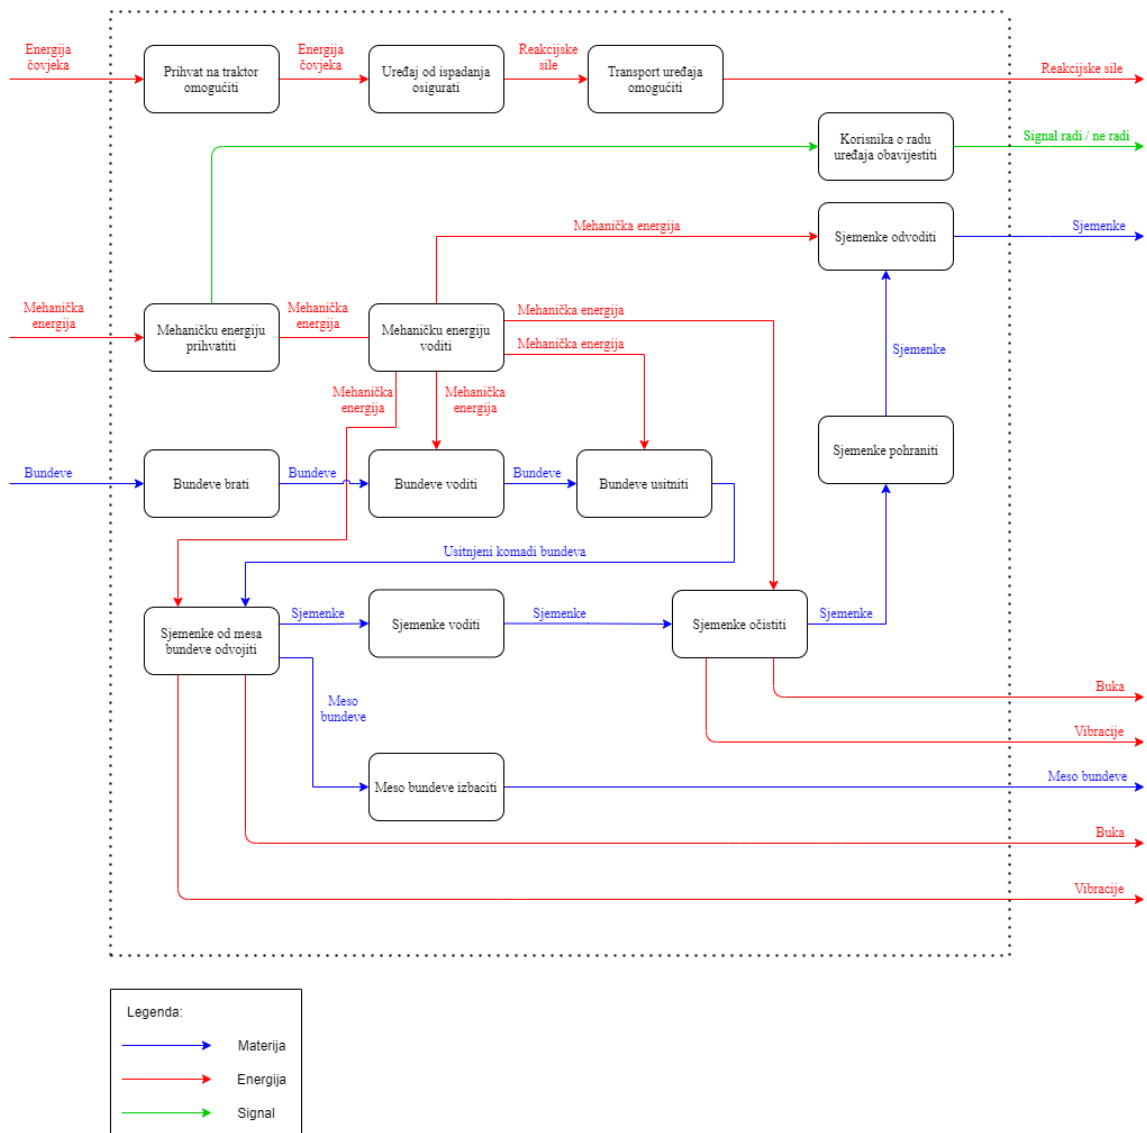 Energija
čovjeka
Prihvat na traktor
omogućiti
Energija
čovjeka
Uređaj od ispadanja
osigurati
Reakcijske
sile
Transport uređaja
omogućiti
Reakcijske sile
Korisnika o radu
uređaja obavijestiti
Signal radi / ne radi
Mehanička energija
Sjemenke odvoditi
Sjemenke
Mehanička
energija
Mehaničku energiju
prihvatiti
Mehanička
energija
Mehaničku energiju
voditi
Mehanička energija
Mehanička energija
Sjemenke
Mehanička
energija
Mehanička
energija
Sjemenke pohraniti
Bundeve
Bundeve brati
Bundeve
Bundeve voditi
Bundeve
Bundeve usitniti
Usitnjeni komadi bundeva
Sjemenke od mesa
bundeve odvojiti
Sjemenke
Sjemenke voditi
Sjemenke
Sjemenke očistiti
Sjemenke
Meso
bundeve
Buka
Vibracije
Meso bundeve izbaciti
Meso bundeve
Buka
Vibracije
Legenda:
Materija
Energija
Signal